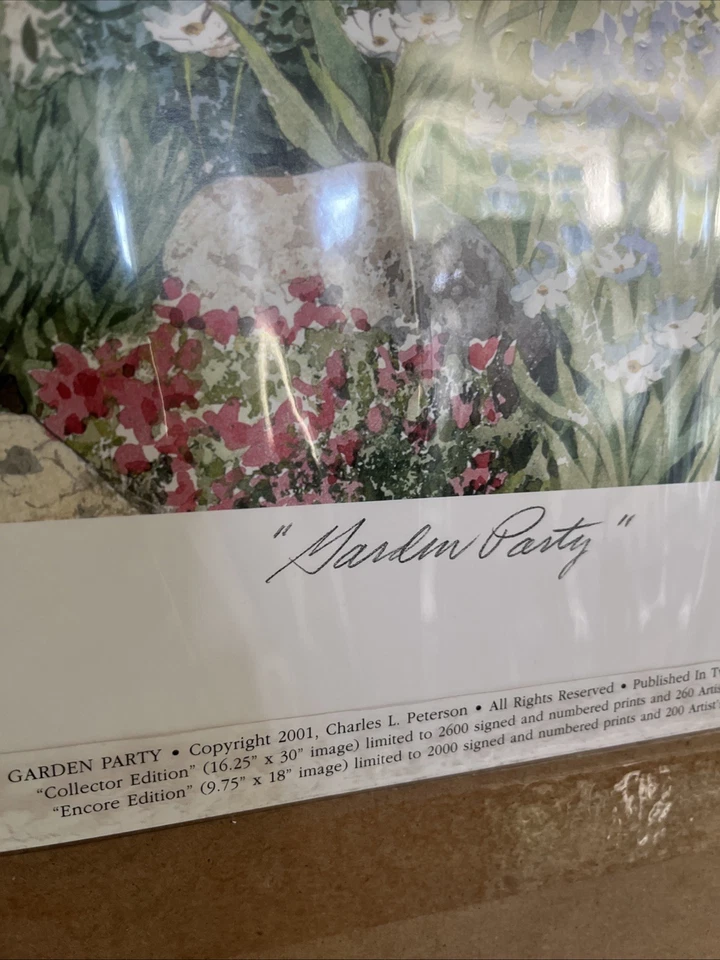 "Garden Party"
GARDEN PARTY • Copyright 2001, Charles L. Peterson • All Rights Reserved • Published In
"Collector Edition" (16.25" x 30" image) limited to 2600 signed and numbered prints and 260
"Encore Edition" (9.75" x 18" image) limited to 2000 signed and numbered prints and 200 Artist's